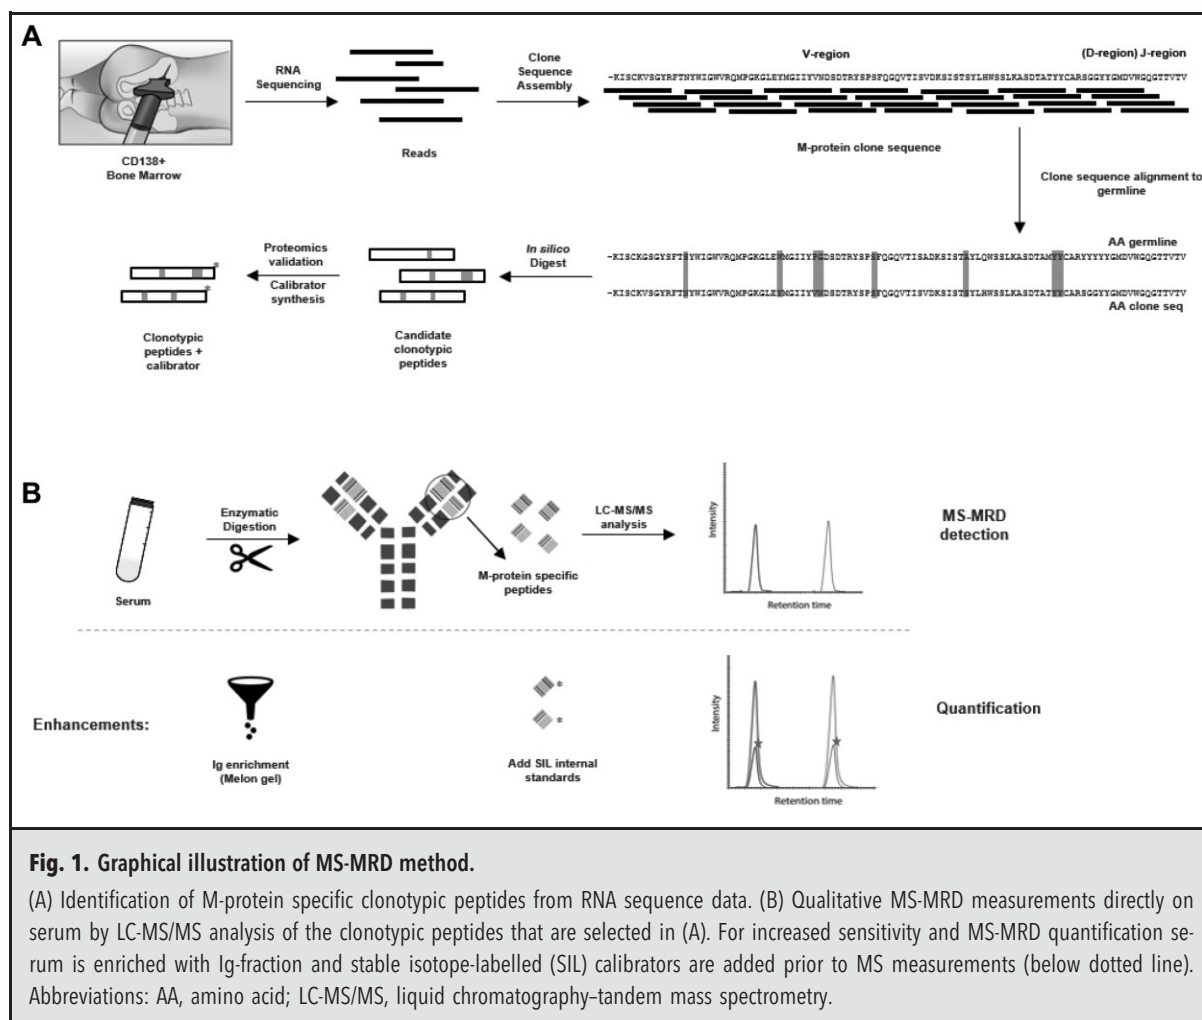 A
RNA
Sequencing
Clone
Sequence
Assembly
V-region
(D-region) J-region
-KISCKVSGYRFTNYWIGWVRQMPGKGLEYMGIIYVNDSDTRYSPSFQGQVTISVDKSISTSYLHWSSLKASDTATYYCARSGGYYGMDVWGQGTTVTV
CD138+
Bone Marrow
Reads
M-protein clone sequence
Clone sequence alignment to
germline
Proteomics
validation
Calibrator
synthesis
In silico
Digest
AA germline
-KISCKGSGYSFTSYWIGWVRQMPGKGLEWMGIIYPGDSDTRYSPSFQGQVTISADKSISTAYLQWSSLKASDTAMYYCARYYYYYGMDVWGQGTTVTV
-KISCKVSGYRFTNYWIGWVRQMPGKGLEYMGIIYVNDSDTRYSPSFQGQVTISVDKSISTSYLHWSSLKASDTATYYCARSGGYYGMDVWGQGTTVTV
AA clone seq
Clonotypic
peptides +
calibrator
Candidate
clonotypic
peptides
B
Enzymatic
Digestion
LC-MS/MS
analysis
Intensity
Retention time
MS-MRD
detection
M-protein specific
peptides
Serum
Enhancements:
Ig enrichment
(Melon gel)
Add SIL internal
standards
Intensity
Retention time
Quantification
Fig. 1. Graphical illustration of MS-MRD method.
(A) Identification of M-protein specific clonotypic peptides from RNA sequence data. (B) Qualitative MS-MRD measurements directly on
serum by LC-MS/MS analysis of the clonotypic peptides that are selected in (A). For increased sensitivity and MS-MRD quantification se-
rum is enriched with Ig-fraction and stable isotope-labelled (SIL) calibrators are added prior to MS measurements (below dotted line).
Abbreviations: AA, amino acid; LC-MS/MS, liquid chromatography–tandem mass spectrometry.